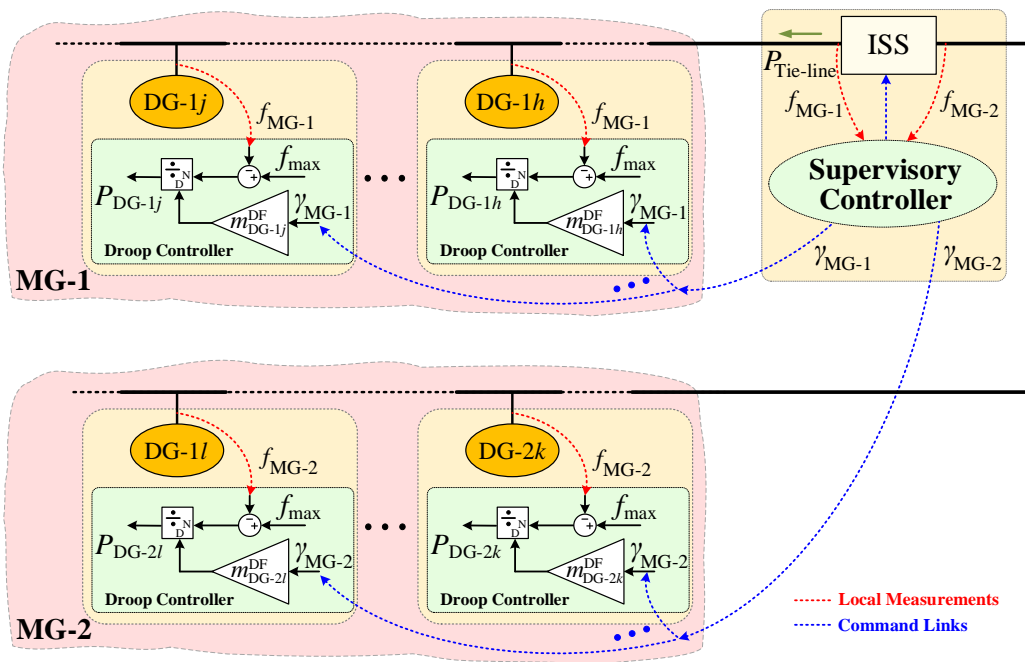 ISS
P_Tie-line
DG-1j
DG-1h
f_MG-1
f_MG-1
f_MG-1
f_MG-2
÷ N D
- +
f_max
÷ N D
- +
f_max
Supervisory
Controller
P_DG-1j
m^DF_DG-1j
γ_MG-1
• • •
P_DG-1h
m^DF_DG-1h
γ_MG-1
Droop Controller
Droop Controller
γ_MG-1
γ_MG-2
MG-1
• • •
DG-1l
DG-2k
f_MG-2
f_MG-2
÷ N D
- +
f_max
÷ N D
- +
f_max
P_DG-2l
m^DF_DG-2l
γ_MG-2
• • •
P_DG-2k
m^DF_DG-2k
γ_MG-2
Droop Controller
Droop Controller
MG-2
• • •
Local Measurements
Command Links